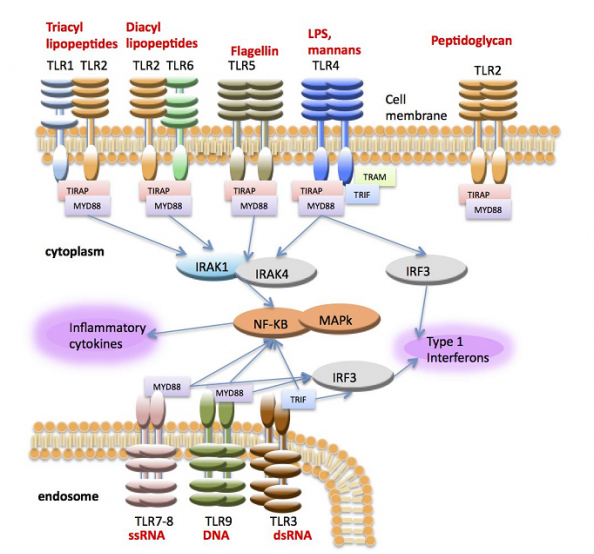 Triacyl
lipopeptides
Diacyl
lipopeptides
Flagellin
LPS,
mannans
Peptidoglycan
TLR1 TLR2
TLR2 TLR6
TLR5
TLR4
TLR2
Cell
membrane
TIRAP
MYD88
TIRAP
MYD88
TIRAP
MYD88
TIRAP
MYD88
TRAM
TRIF
TIRAP
MYD88
cytoplasm
IRAK1
IRAK4
IRF3
NF-KB
MAPk
Inflammatory
cytokines
Type 1
Interferons
IRF3
MYD88
MYD88
TRIF
endosome
TLR7-8
ssRNA
TLR9
DNA
TLR3
dsRNA